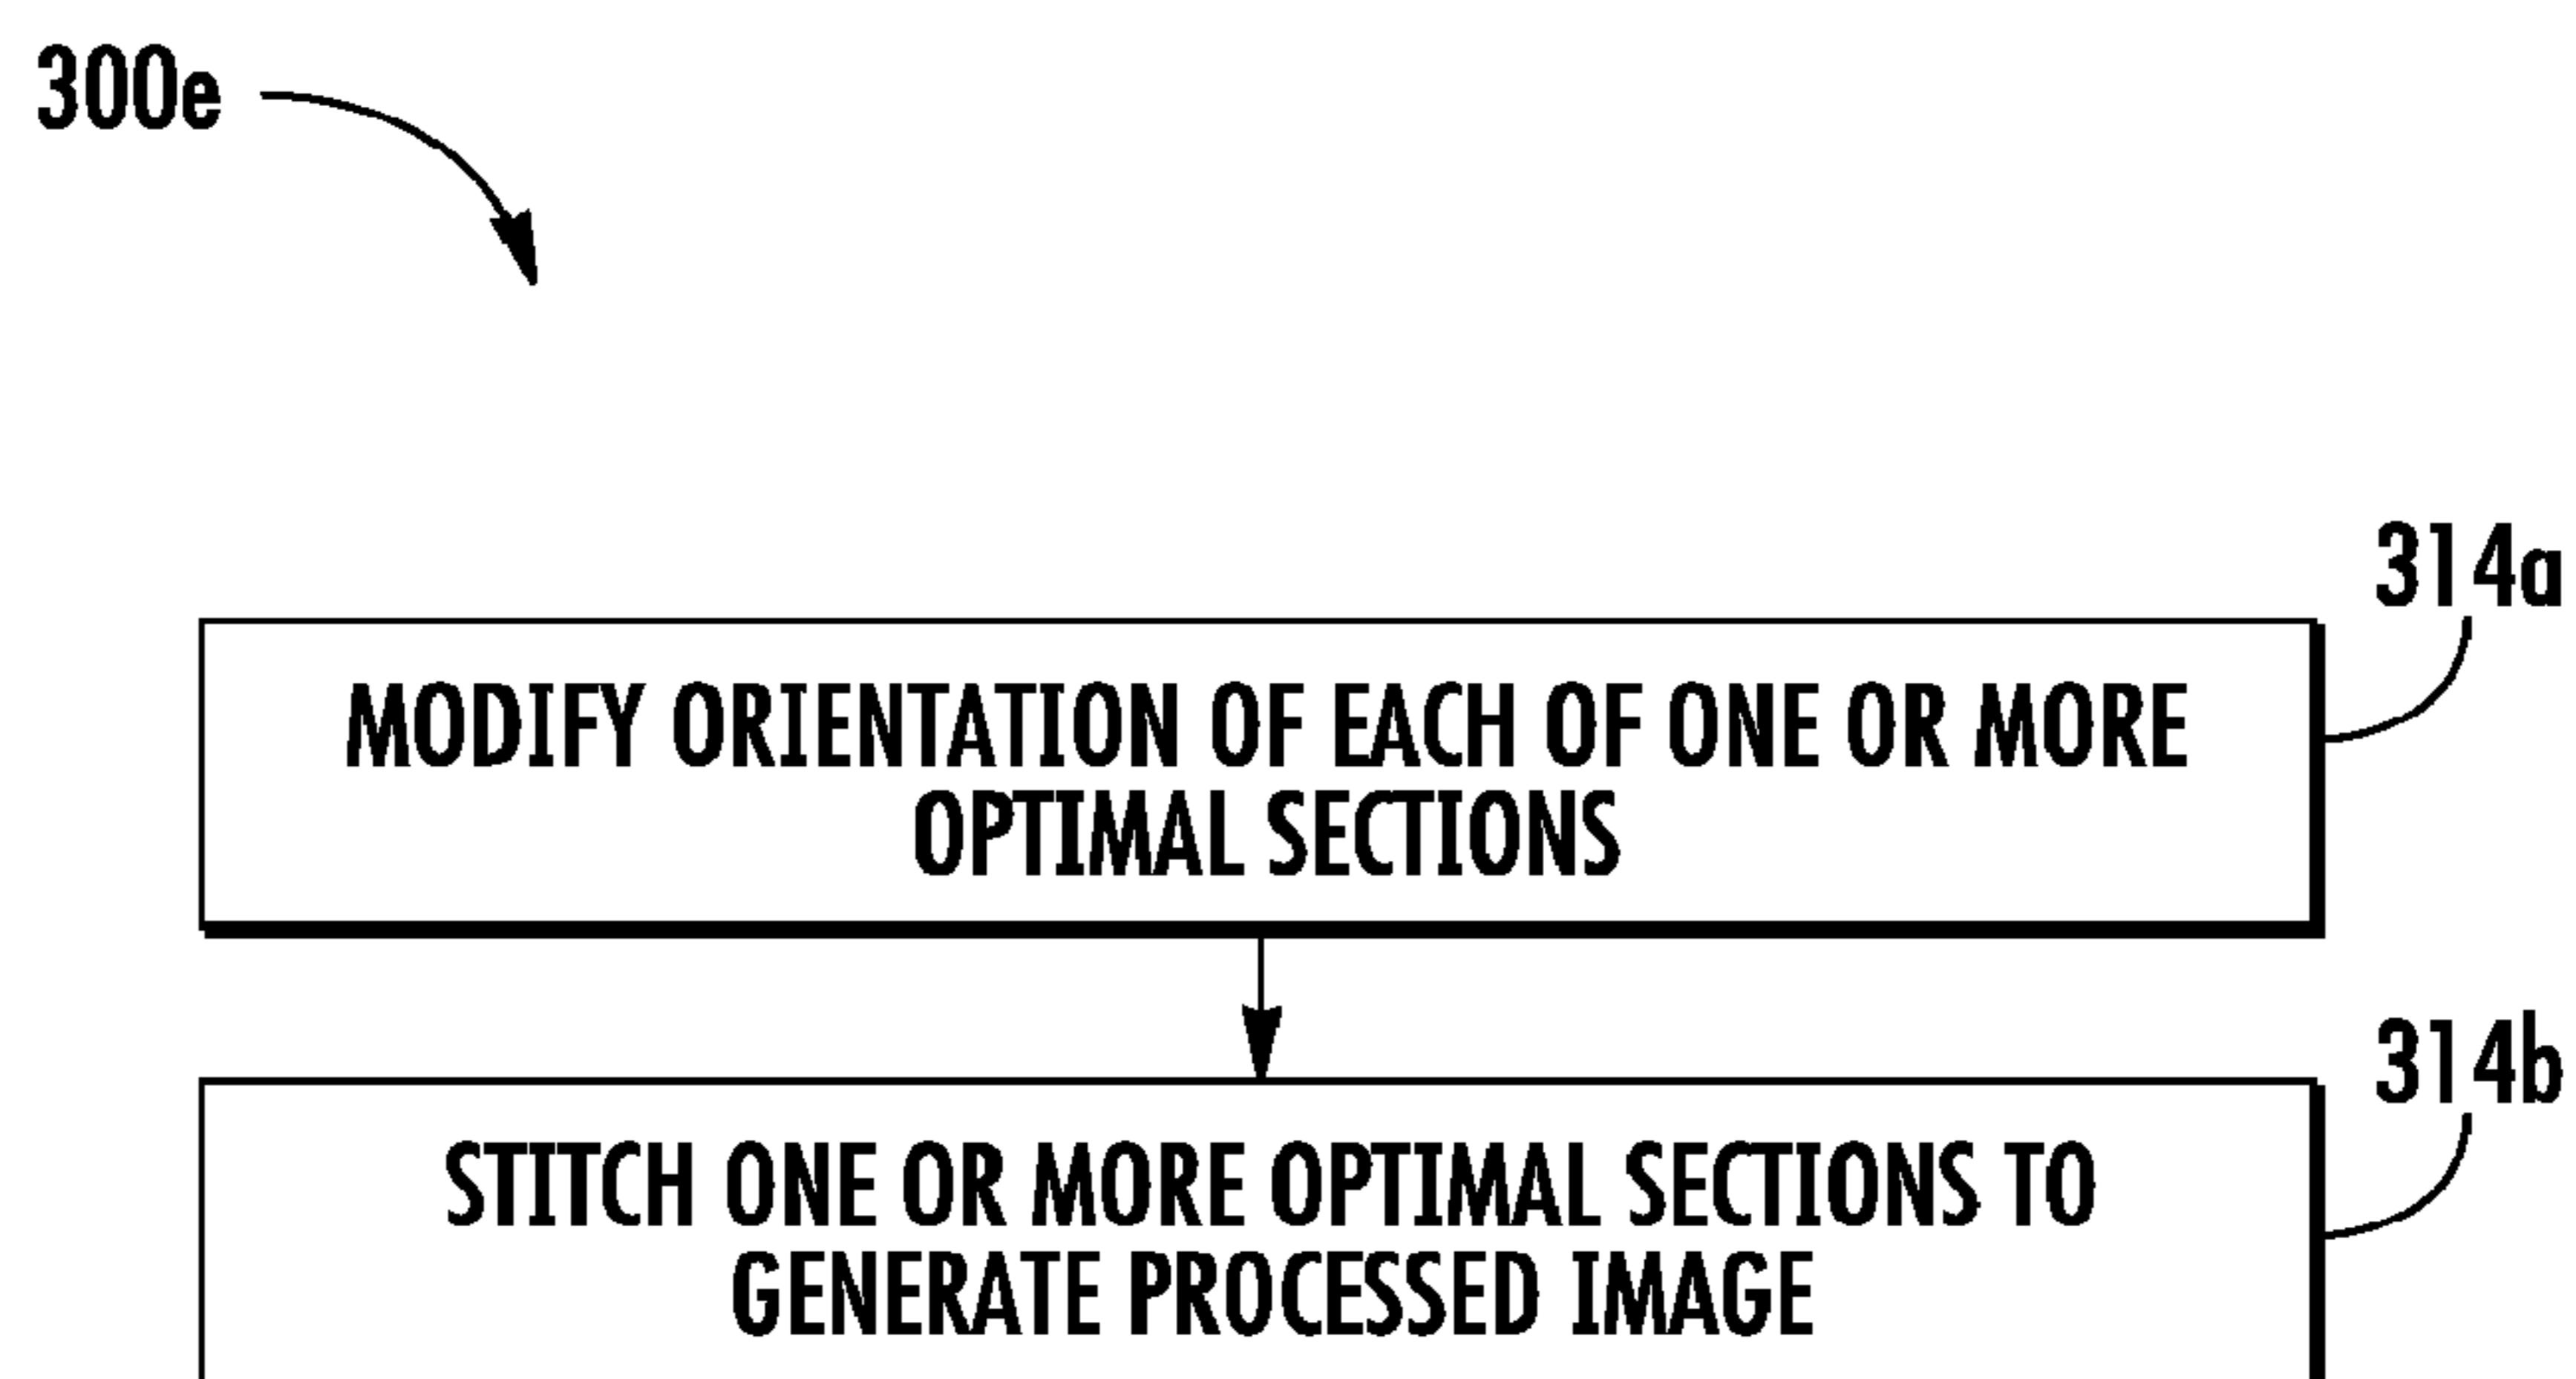 300e
314a
MODIFY ORIENTATION OF EACH OF ONE OR MORE
OPTIMAL SECTIONS
314b
STITCH ONE OR MORE OPTIMAL SECTIONS TO
GENERATE PROCESSED IMAGE